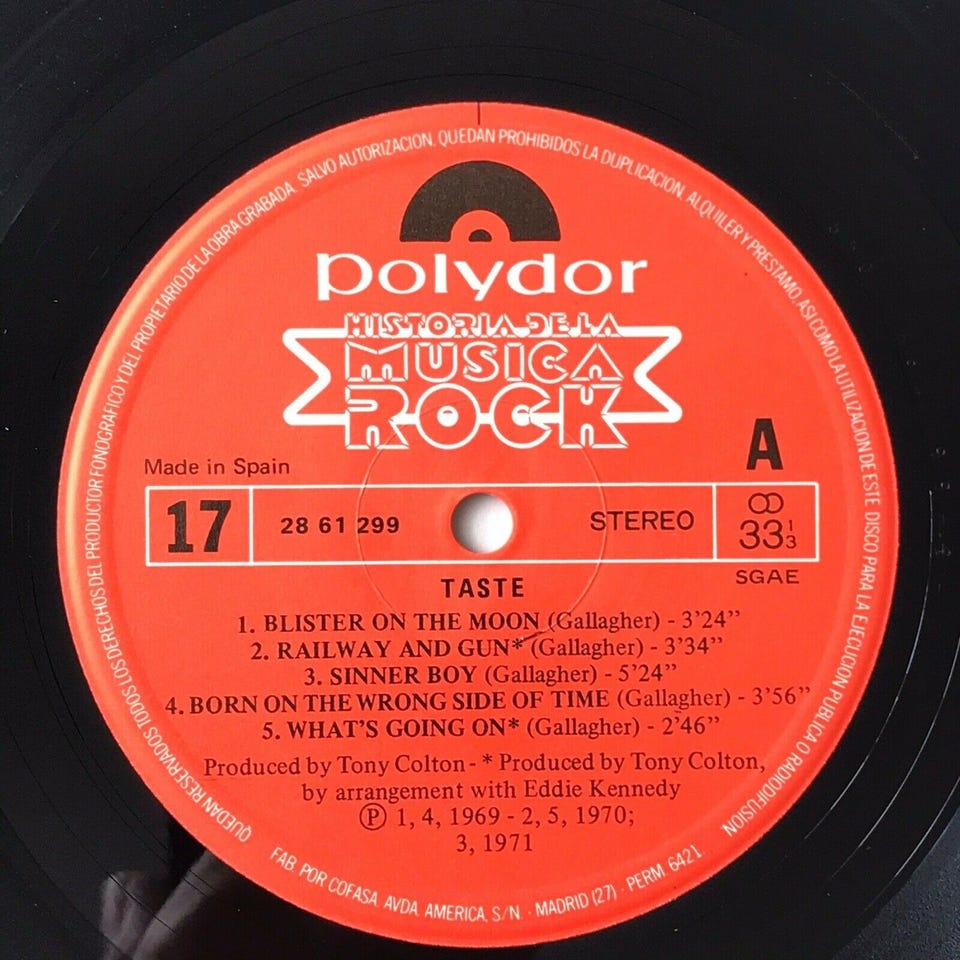 QUEDAN RESERVADOS TODOS LOS DERECHOS DEL PRODUCTOR FONOGRAFICO Y DEL PROPIETARIO DE LA OBRA GRABADA. SALVO AUTORIZACION. QUEDAN PROHIBIDOS LA DUPLICACION. ALQUILER Y PRESTAMO, ASI COMO LA UTILIZACION DE ESTE DISCO PARA LA EJECUCION PUBLICA O RADIODIFUSION
polydor
HISTORIA DE LA
MUSICA
ROCK
A
Made in Spain
17
28 61 299
STEREO
33 1/3
SGAE
TASTE
1. BLISTER ON THE MOON (Gallagher) - 3'24"
2. RAILWAY AND GUN* (Gallagher) - 3'34"
3. SINNER BOY (Gallagher) - 5'24"
4. BORN ON THE WRONG SIDE OF TIME (Gallagher) - 3'56"
5. WHAT'S GOING ON* (Gallagher) - 2'46"
Produced by Tony Colton - * Produced by Tony Colton,
by arrangement with Eddie Kennedy
Ⓟ 1, 4, 1969 - 2, 5, 1970;
3, 1971
FAB. POR COFASA. AVDA. AMERICA, S/N. - MADRID (27) - PERM. 6421.